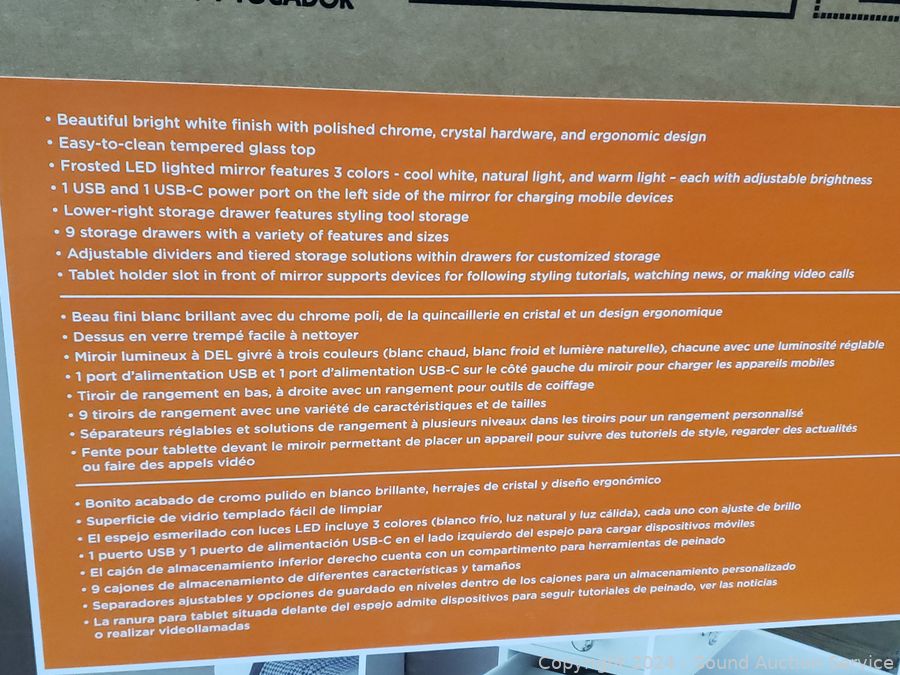 Y TOCADOR
• Beautiful bright white finish with polished chrome, crystal hardware, and ergonomic design
• Easy-to-clean tempered glass top
• Frosted LED lighted mirror features 3 colors - cool white, natural light, and warm light – each with adjustable brightness
• 1 USB and 1 USB-C power port on the left side of the mirror for charging mobile devices
• Lower-right storage drawer features styling tool storage
• 9 storage drawers with a variety of features and sizes
• Adjustable dividers and tiered storage solutions within drawers for customized storage
• Tablet holder slot in front of mirror supports devices for following styling tutorials, watching news, or making video calls
• Beau fini blanc brillant avec du chrome poli, de la quincaillerie en cristal et un design ergonomique
• Dessus en verre trempé facile à nettoyer
• Miroir lumineux à DEL givré à trois couleurs (blanc chaud, blanc froid et lumière naturelle), chacune avec une luminosité réglable
• 1 port d'alimentation USB et 1 port d'alimentation USB-C sur le côté gauche du miroir pour charger les appareils mobiles
• Tiroir de rangement en bas, à droite avec un rangement pour outils de coiffage
• 9 tiroirs de rangement avec une variété de caractéristiques et de tailles
• Séparateurs réglables et solutions de rangement à plusieurs niveaux dans les tiroirs pour un rangement personnalisé
• Fente pour tablette devant le miroir permettant de placer un appareil pour suivre des tutoriels de style, regarder des actualités
ou faire des appels vidéo
• Bonito acabado de cromo pulido en blanco brillante, herrajes de cristal y diseño ergonómico
• Superficie de vidrio templado fácil de limpiar
• El espejo esmerilado con luces LED incluye 3 colores (blanco frío, luz natural y luz cálida), cada uno con ajuste de brillo
• 1 puerto USB y 1 puerto de alimentación USB-C en el lado izquierdo del espejo para cargar dispositivos móviles
• El cajón de almacenamiento inferior derecho cuenta con un compartimento para herramientas de peinado
• 9 cajones de almacenamiento de diferentes características y tamaños
• Separadores ajustables y opciones de guardado en niveles dentro de los cajones para un almacenamiento personalizado
• La ranura para tablet situada delante del espejo admite dispositivos para seguir tutoriales de peinado, ver las noticias
o realizar videollamadas
Copyright 2024 - Sound Auction Service